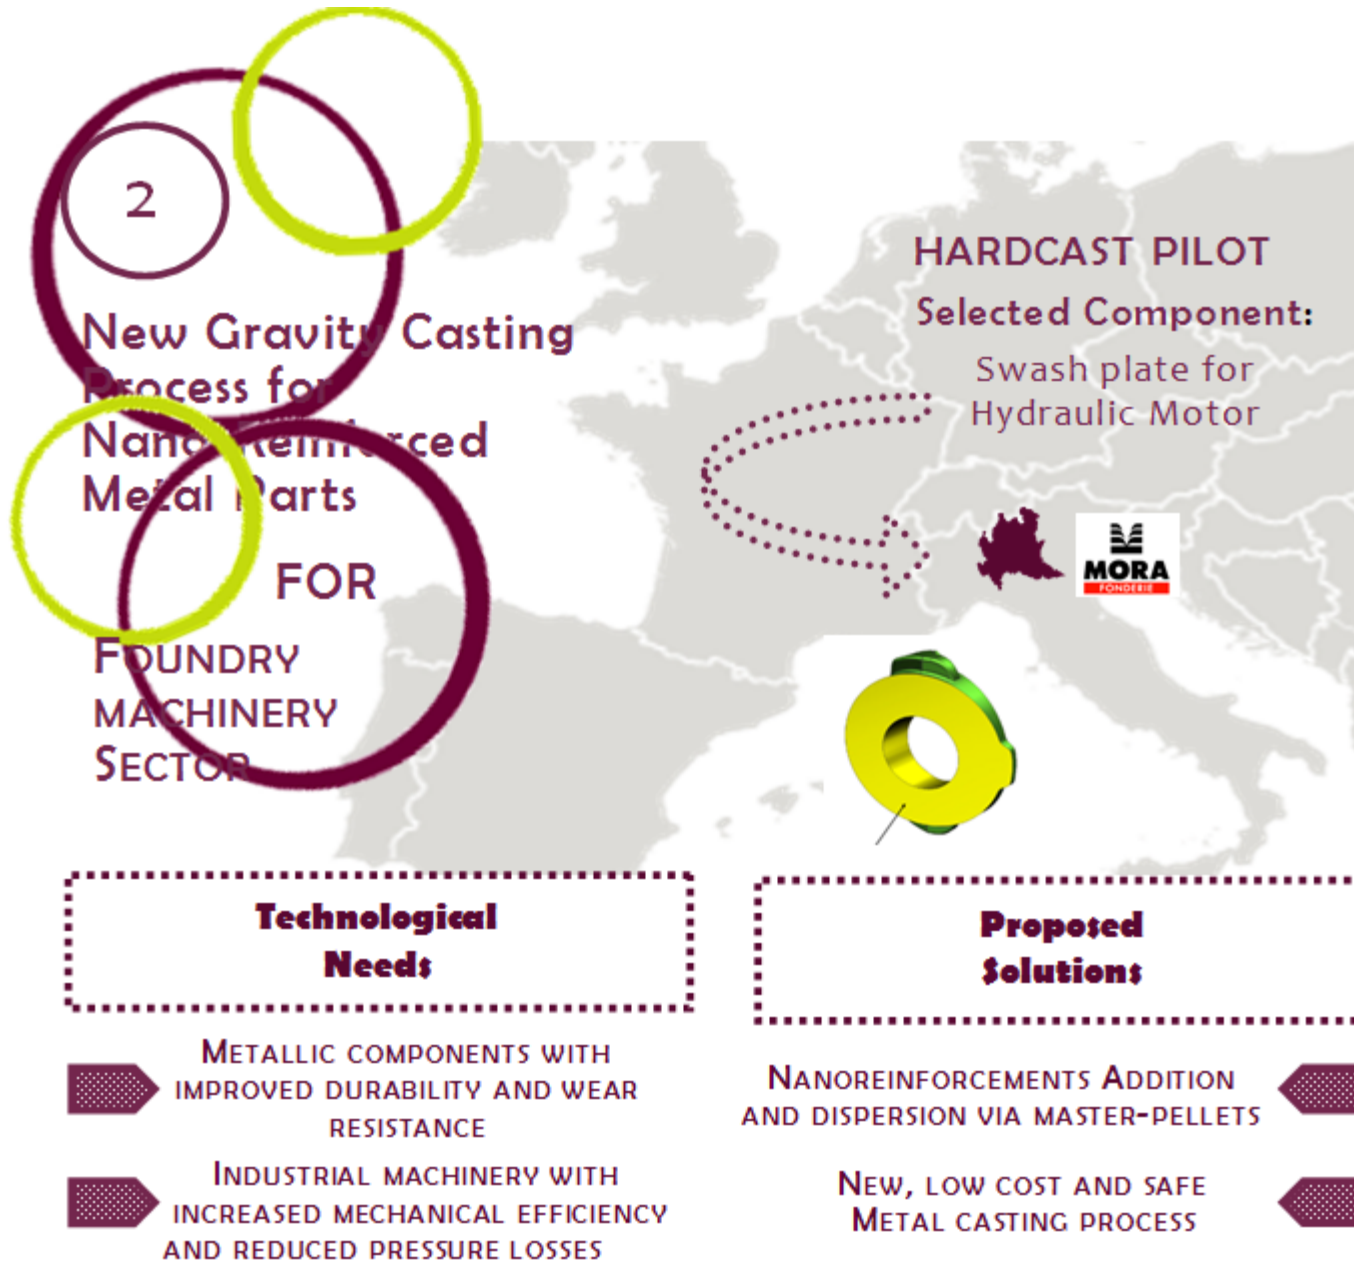 2
New Gravity Casting
Process for
Nano-Reinforced
Metal Parts
FOR
FOUNDRY
MACHINERY
SECTOR
HARDCAST PILOT
Selected Component:
Swash plate for
Hydraulic Motor
MORA
FONDERIE
Technological
Needs
METALLIC COMPONENTS WITH
IMPROVED DURABILITY AND WEAR
RESISTANCE
INDUSTRIAL MACHINERY WITH
INCREASED MECHANICAL EFFICIENCY
AND REDUCED PRESSURE LOSSES
Proposed
Solutions
NANOREINFORCEMENTS ADDITION
AND DISPERSION VIA MASTER-PELLETS
NEW, LOW COST AND SAFE
METAL CASTING PROCESS